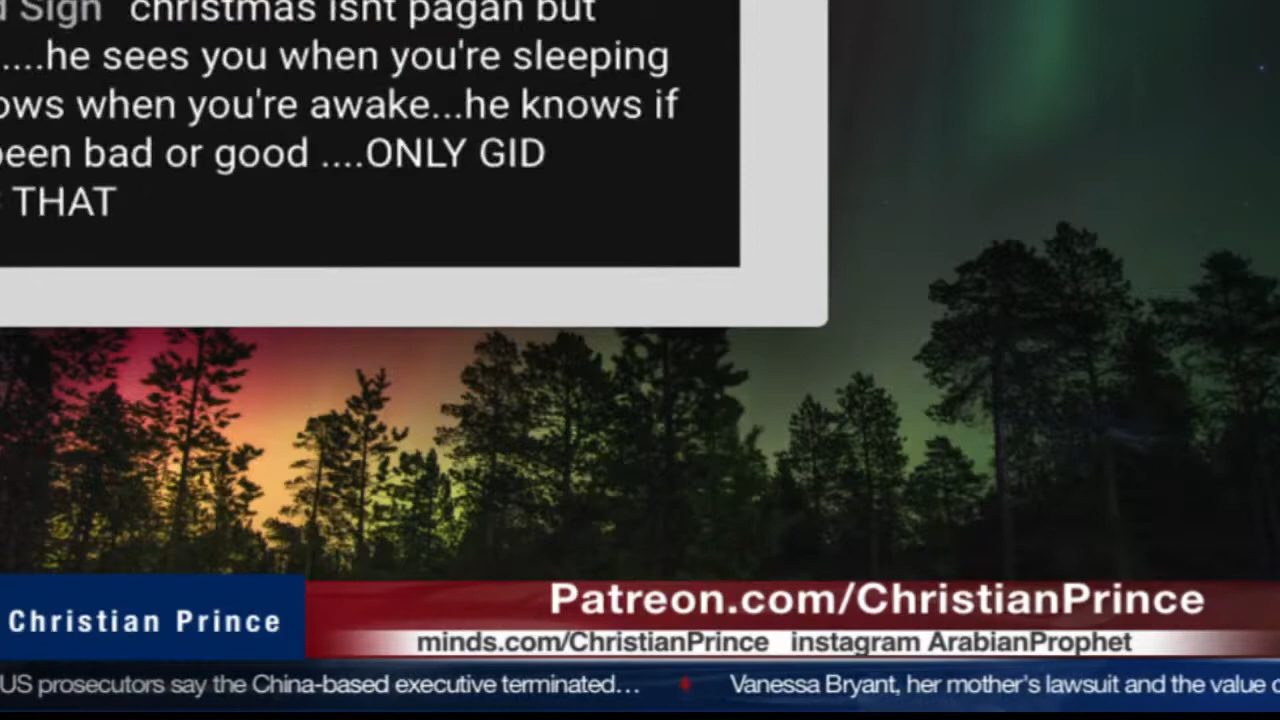 Sign christmas isnt pagan but
....he sees you when you're sleeping
when you're awake...he knows if
been bad or good ....ONLY GID
THAT
Patreon.com/ChristianPrince
Christian Prince
minds.com/ChristianPrince instagram ArabianProphet
US prosecutors say the China-based executive terminated... Vanessa Bryant, her mother's lawsuit and the value